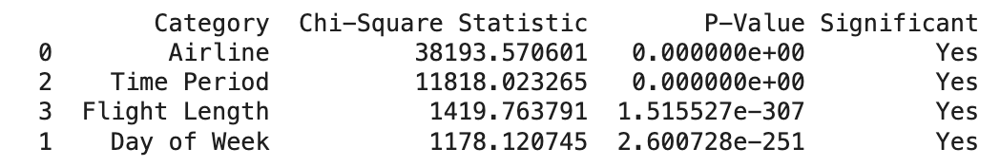 Category Chi-Square Statistic P-Value Significant
0 Airline 38193.570601 0.000000e+00 Yes
2 Time Period 11818.023265 0.000000e+00 Yes
3 Flight Length 1419.763791 1.515527e-307 Yes
1 Day of Week 1178.120745 2.600728e-251 Yes